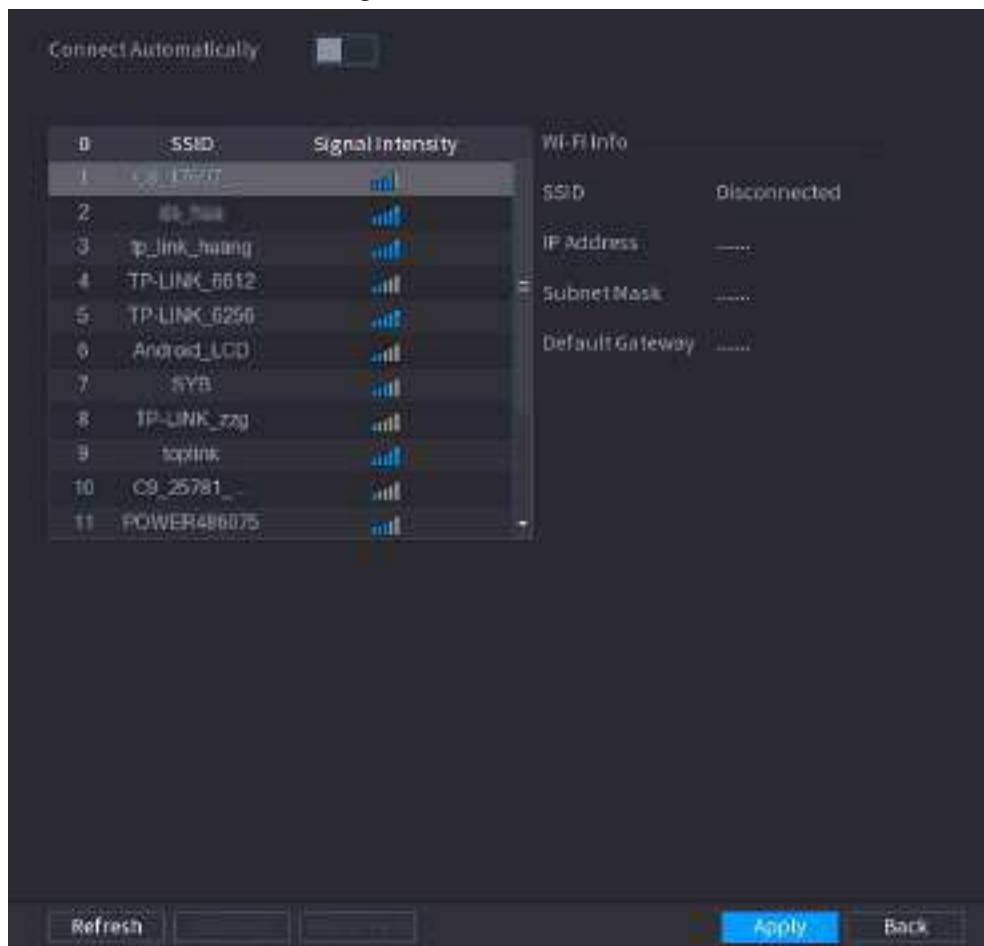 Connect Automatically
0 SSID Signal Intensity
1
2
3 tp_link_huang
4 TP-LINK_6612
5 TP-LINK_6256
6 Android_LCD
7 SYB
8 TP-LINK_zzg
9 toplink
10 C9_25781_...
11 POWER486075
Wi-Fi Info
SSID Disconnected
IP Address ......
Subnet Mask ......
Default Gateway ......
Refresh
Apply Back